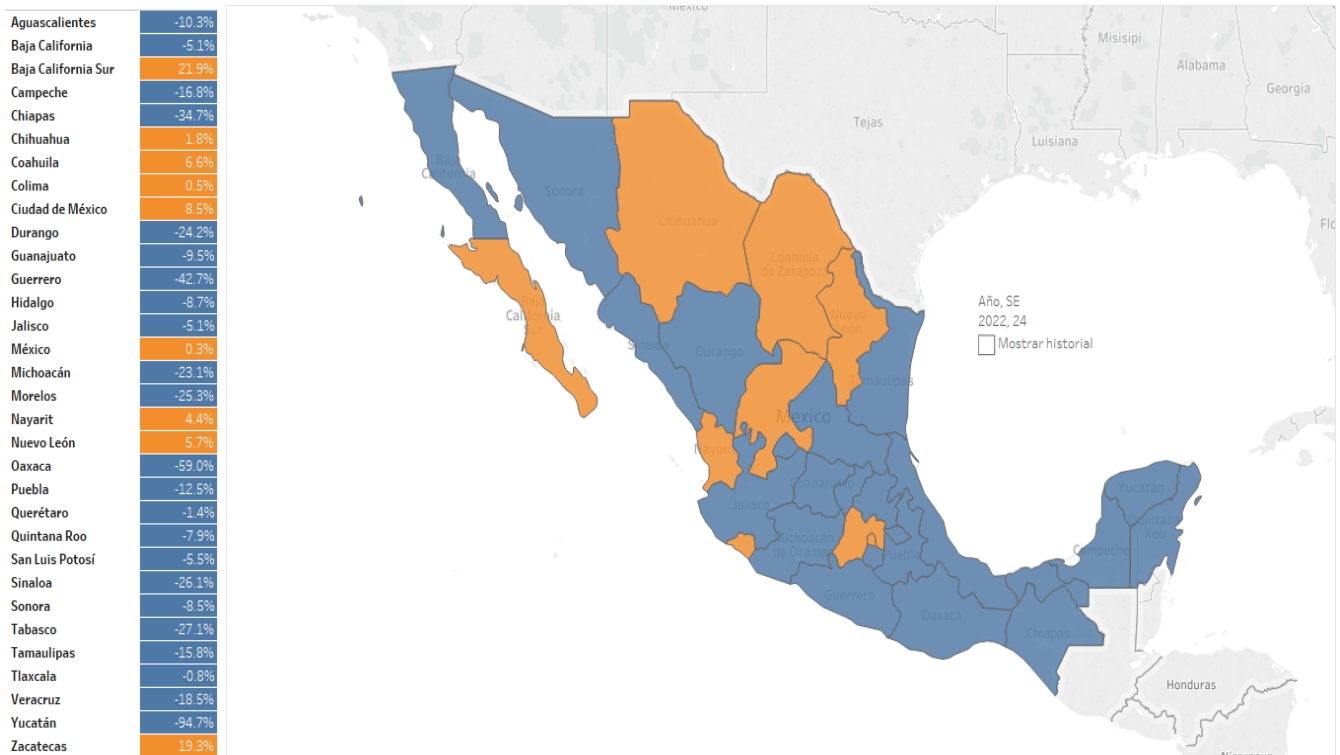 Aguascalientes -10.3%
Baja California -5.1%
Baja California Sur 21.9%
Campeche -16.8%
Chiapas -34.7%
Chihuahua 1.8%
Coahuila 6.6%
Colima 0.5%
Ciudad de México 8.5%
Durango -24.2%
Guanajuato -9.5%
Guerrero -42.7%
Hidalgo -8.7%
Jalisco -5.1%
México 0.3%
Michoacán -23.1%
Morelos -25.3%
Nayarit 4.4%
Nuevo León 5.7%
Oaxaca -59.0%
Puebla -12.5%
Querétaro -1.4%
Quintana Roo -7.9%
San Luis Potosí -5.5%
Sinaloa -26.1%
Sonora -8.5%
Tabasco -27.1%
Tamaulipas -15.8%
Tlaxcala -0.8%
Veracruz -18.5%
Yucatán -94.7%
Zacatecas 19.3%
México
Misisipi
Alabama
Georgia
Tejas
Luisiana
Baja
California
Sonora
Chihuahua
Coahuila
de Zaragoza
Baja
California
Sur
Nuevo
León
Sinaloa
Durango
Tamaulipas
México
Nayarit
Guanajuato
Jalisco
Michoacán
de Ocampo
Puebla
Guerrero
Oaxaca
Chiapas
Yucatán
Quintana
Roo
Campeche
Año, SE
2022, 24
Mostrar historial
Honduras
Nicaragua